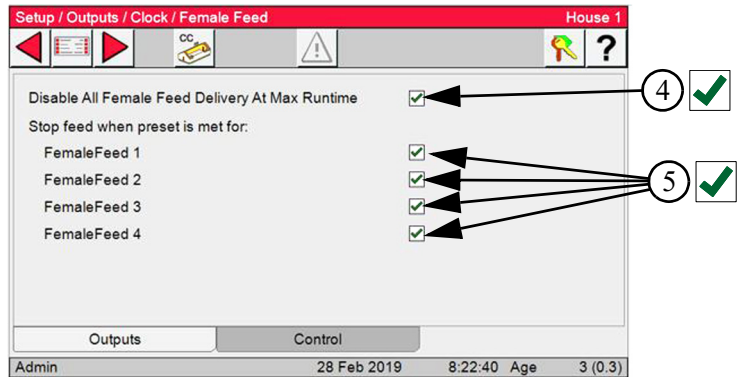 Setup / Outputs / Clock / Female Feed House 1
CC
?
Disable All Female Feed Delivery At Max Runtime
4
Stop feed when preset is met for:
FemaleFeed 1
FemaleFeed 2
5
FemaleFeed 3
FemaleFeed 4
Outputs Control
Admin 28 Feb 2019 8:22:40 Age 3 (0.3)